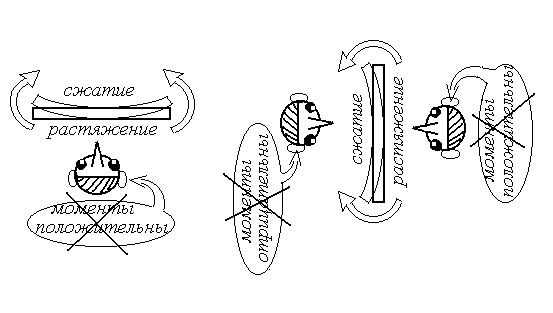 сжатие
растяжение
моменты
положительны
моменты
отрицательны
сжатие
растяжение
моменты
положительны